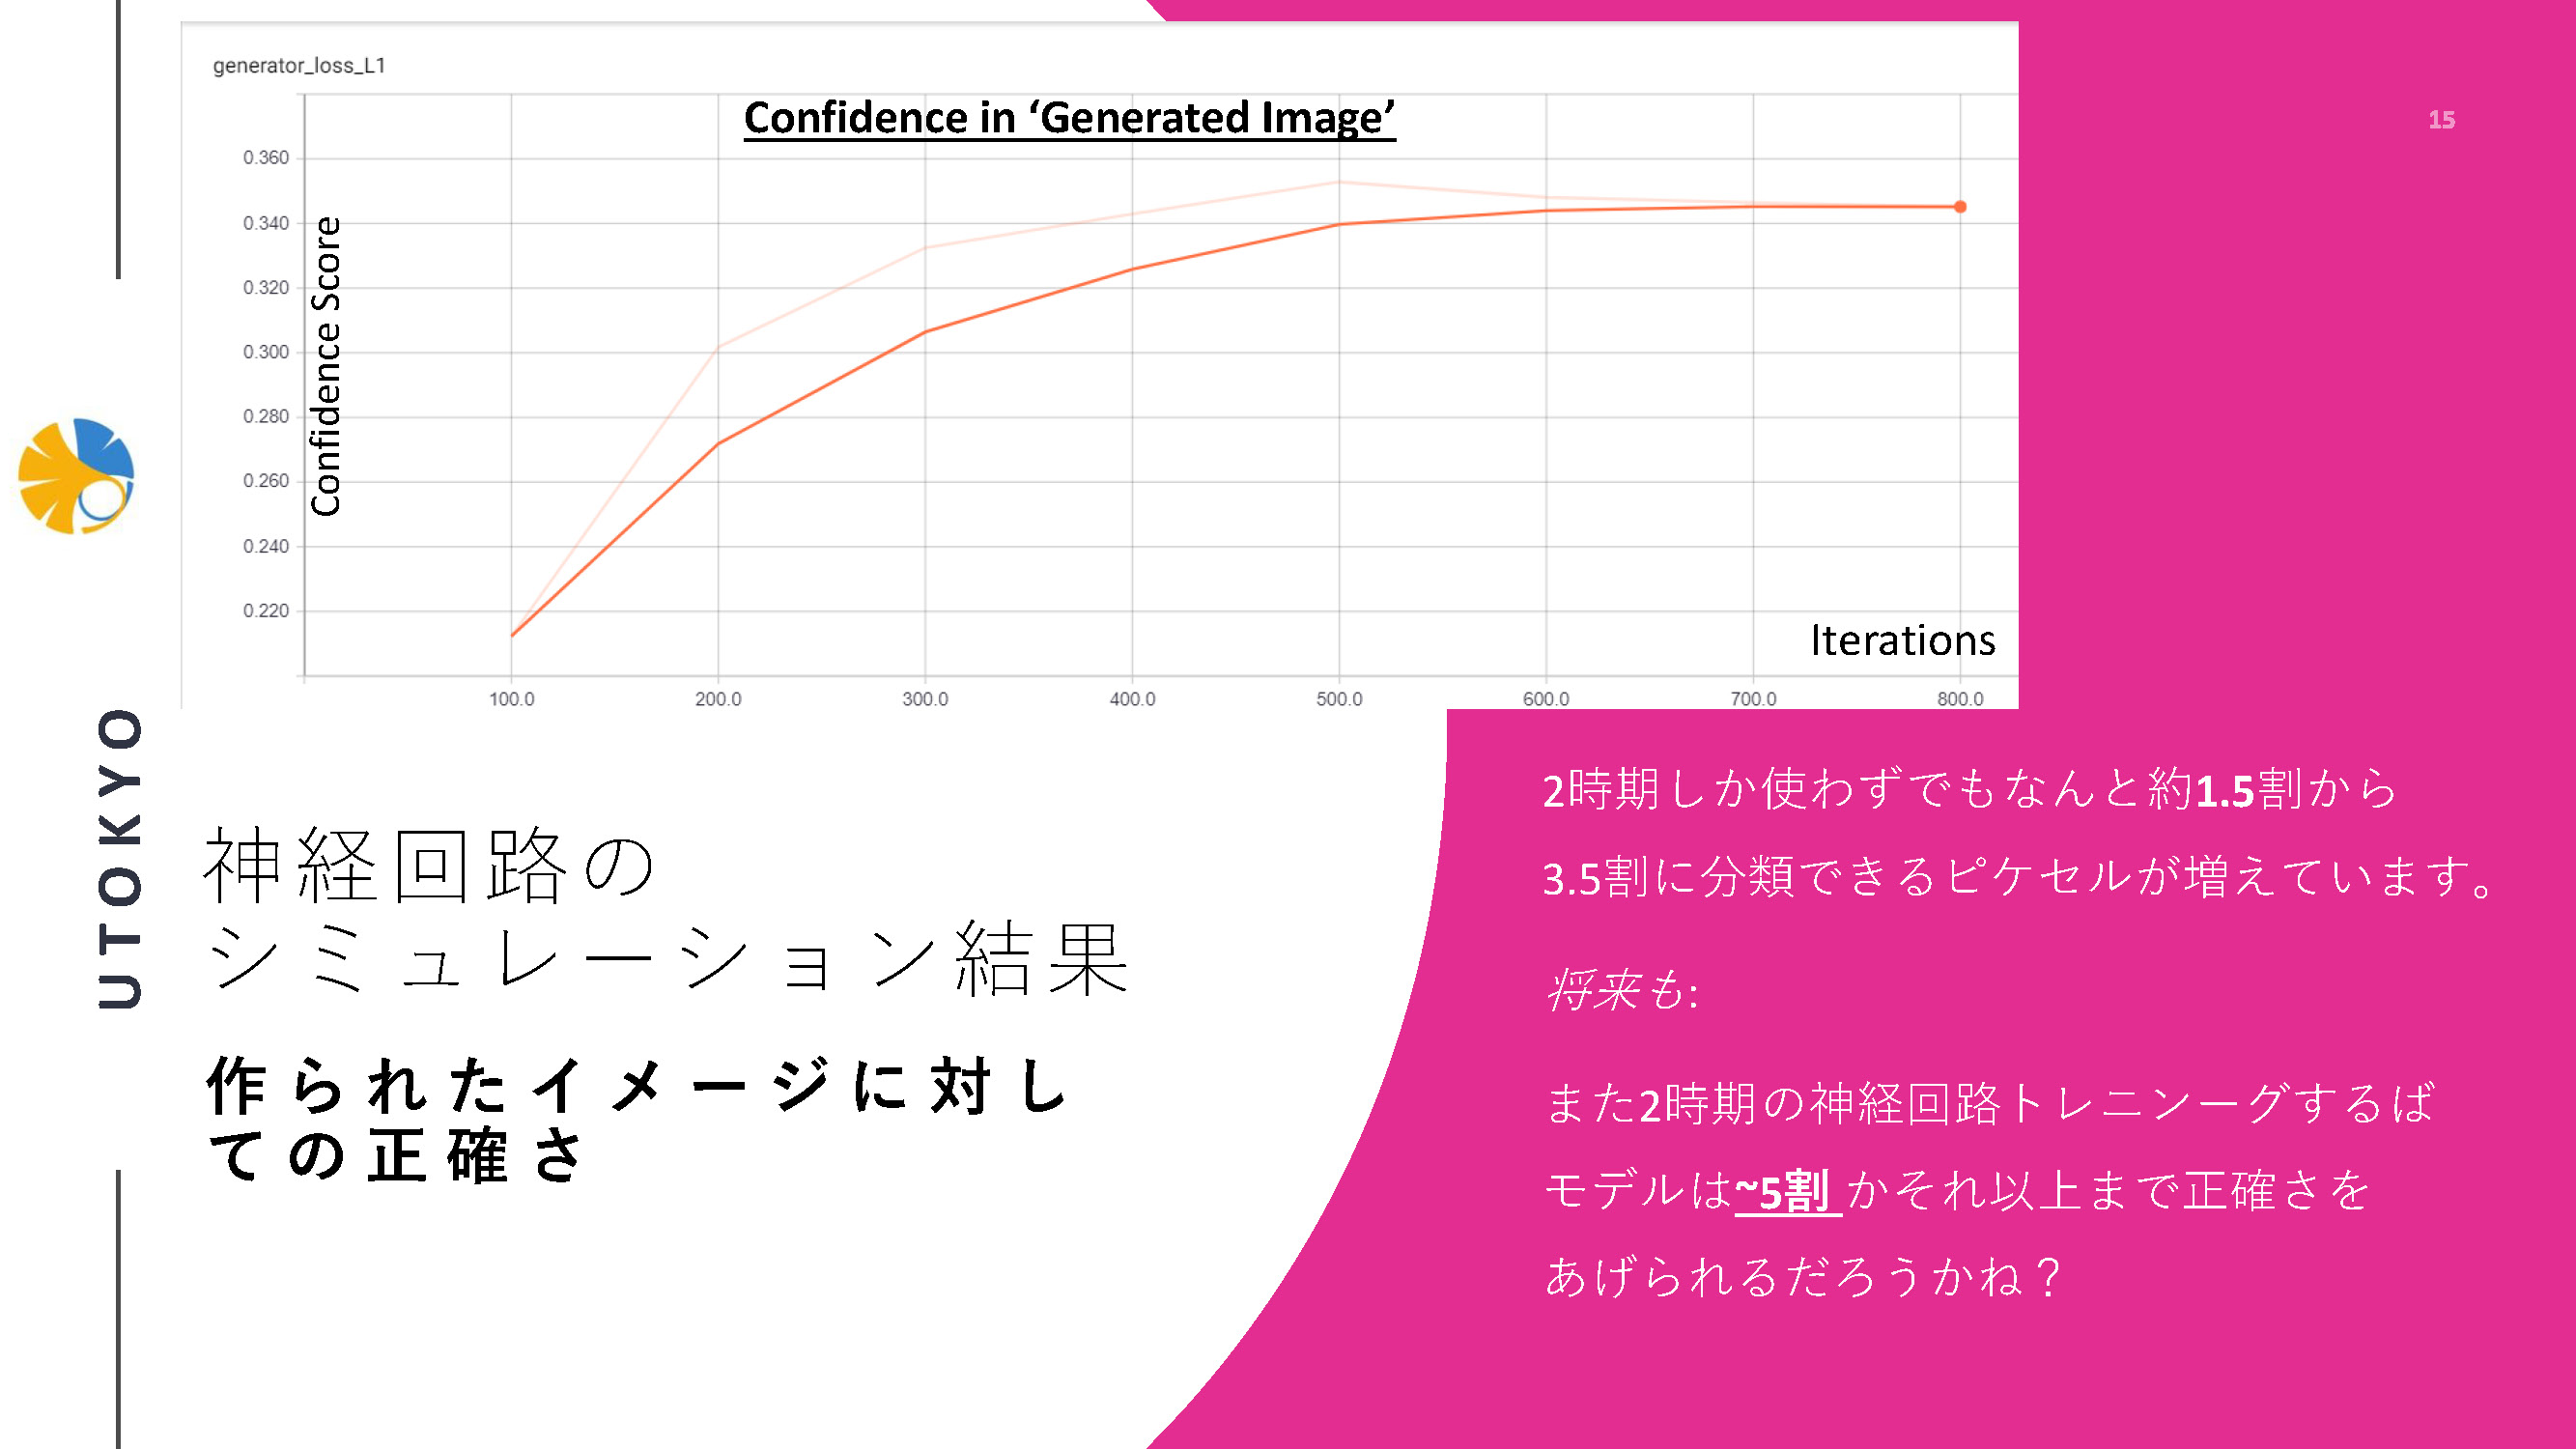 generator_loss_L1
Confidence in ‘Generated Image’
15
0.360
0.340
0.320
0.300
0.280
0.260
0.240
0.220
Confidence Score
Iterations
100.0 200.0 300.0 400.0 500.0 600.0 700.0 800.0
UTOKYO
神経回路の
シミュレーション結果
作られたイメージに対し
ての正確さ
2時期しか使わずでもなんと約1.5割から
3.5割に分類できるピケセルが増えています。
将来も:
また2時期の神経回路トレニンーグするば
モデルは~5割 かそれ以上まで正確さを
あげられるだろうかね？